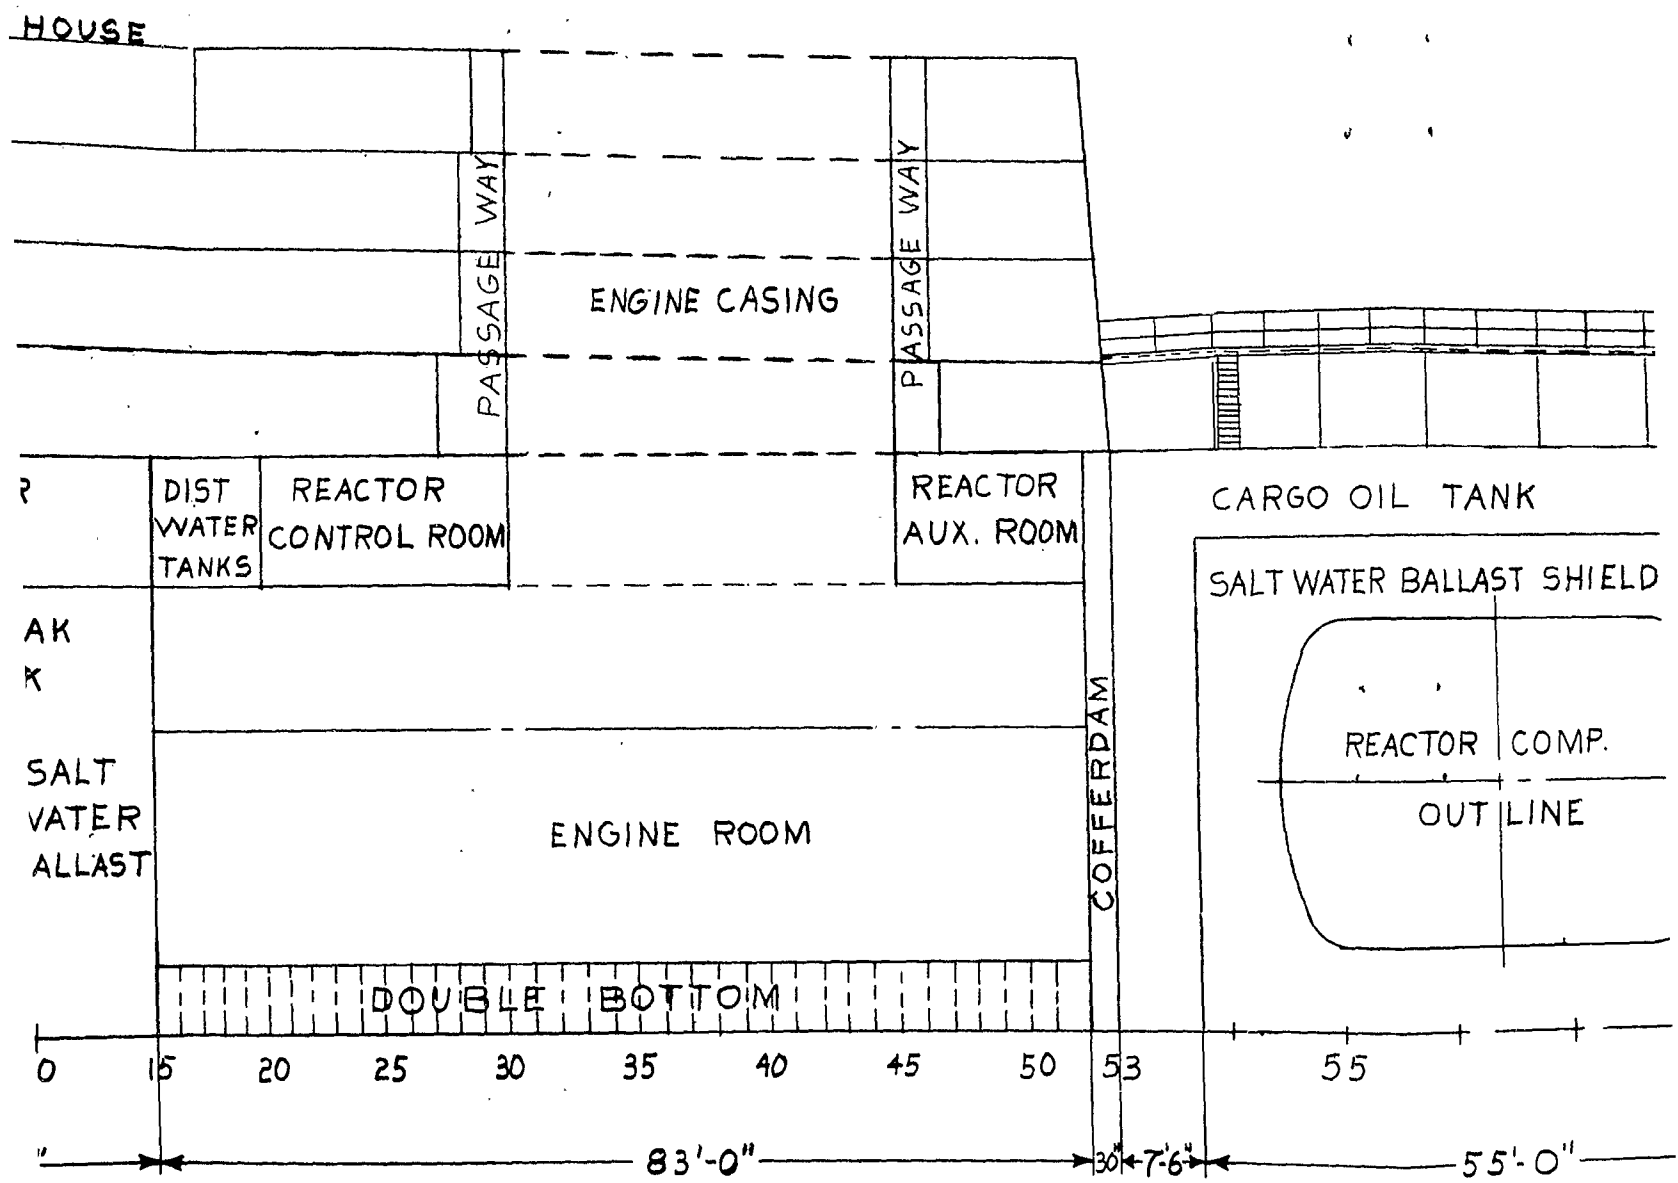 HOUSE
PASSAGE WAY
PASSAGE WAY
ENGINE CASING
R
DIST
WATER
TANKS
REACTOR
CONTROL ROOM
REACTOR
AUX. ROOM
CARGO OIL TANK
SALT WATER BALLAST SHIELD
AK
K
REACTOR COMP.
OUTLINE
SALT
VATER
ALLAST
ENGINE ROOM
COFFERDAM
DOUBLE BOTTOM
0 15 20 25 30 35 40 45 50 53 55
" 83'-0" 30" 7'-6" 55'-0"